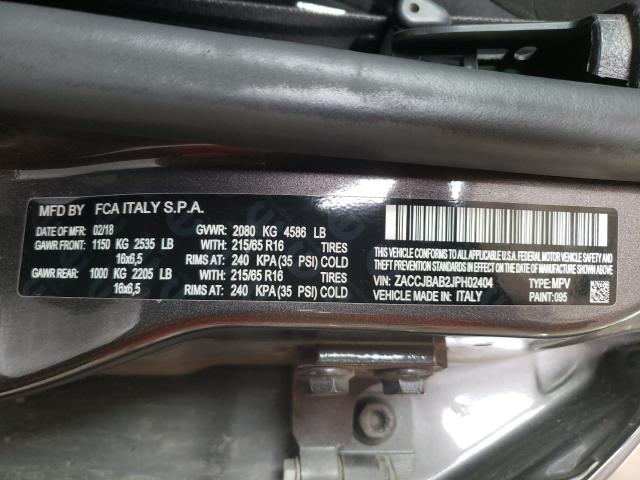 MFD BY FCA ITALY S.P.A.
DATE OF MFR: 02/18 GVWR: 2080 KG 4586 LB
GAWR FRONT: 1150 KG 2535 LB WITH: 215/65 R16 TIRES
16x6,5 RIMS AT: 240 KPA (35 PSI) COLD
GAWR REAR: 1000 KG 2205 LB WITH: 215/65 R16 TIRES
16x6,5 RIMS AT: 240 KPA (35 PSI) COLD
THIS VEHICLE CONFORMS TO ALL APPLICABLE U.S.A. FEDERAL MOTOR VEHICLE SAFETY,
BUMPER, AND THEFT PREVENTION STANDARDS IN EFFECT ON THE DATE OF MANUFACTURE SHOWN ABOVE.
VIN: ZACCJBAB2JPH02404 TYPE: MPV
VEHICLE MADE IN: ITALY PAINT: 095